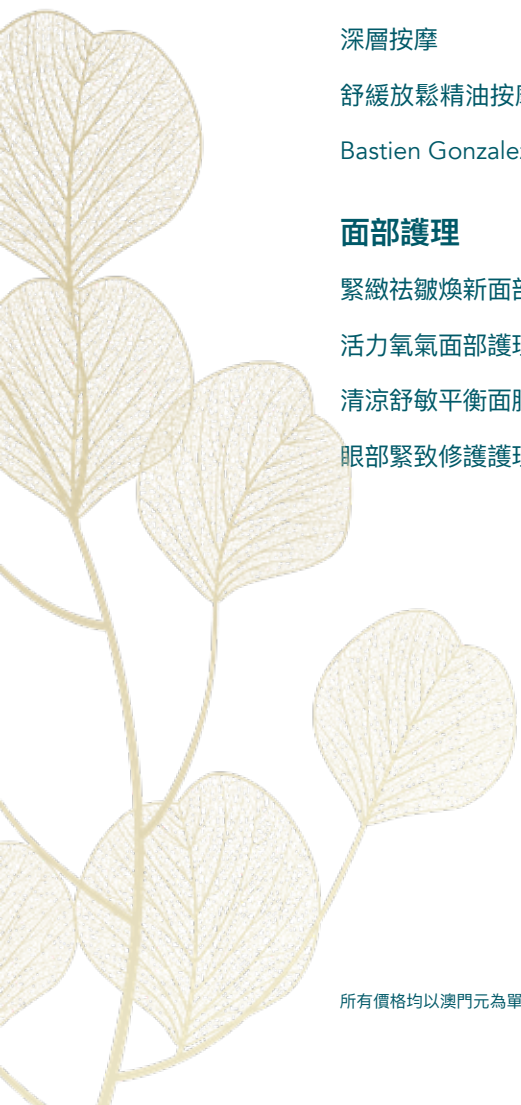 深層按摩
舒緩放鬆精油按
Bastien Gonzale
面部護理
緊緻祛皺煥新面
活力氧氣面部護
清涼舒敏平衡面
眼部緊致修護護
所有價格均以澳門元為單